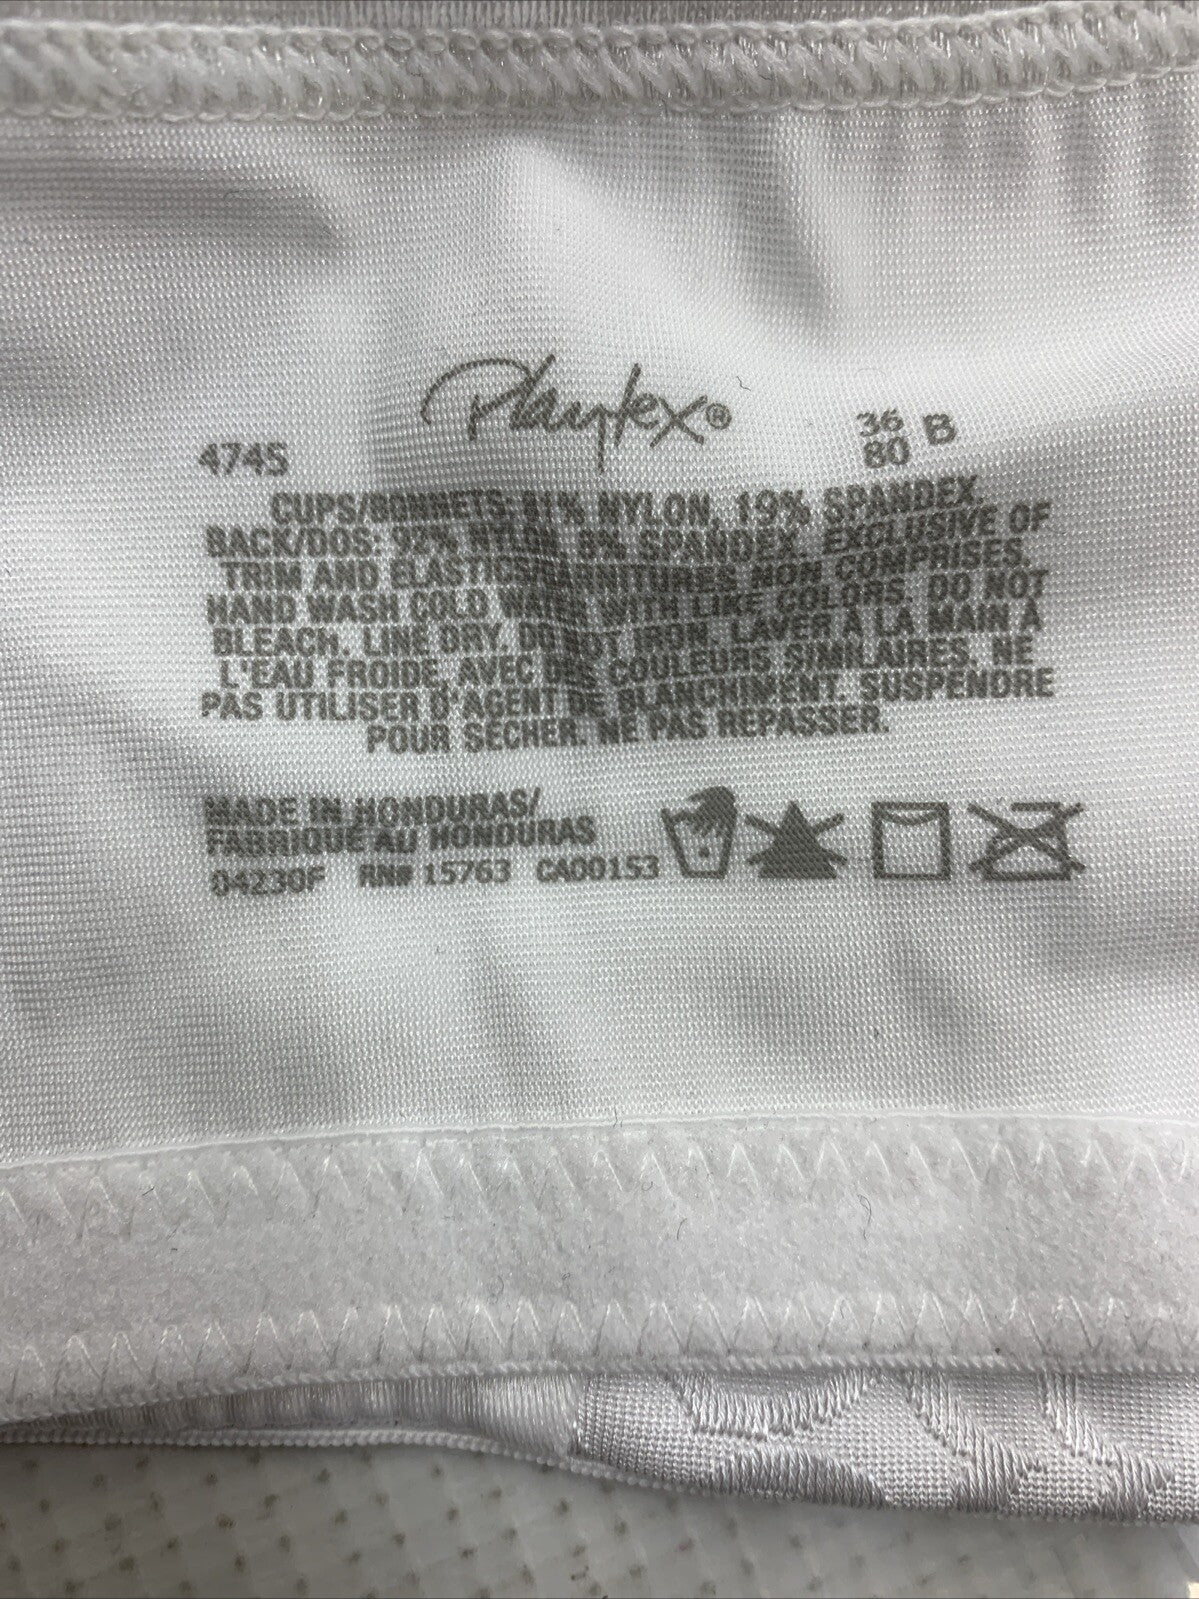 Playtex®
4745
36 B
80
CUPS/BONNETS: 81% NYLON, 19% SPANDEX.
BACK/DOS: 92% NYLON, 8% SPANDEX. EXCLUSIVE OF
TRIM AND ELASTICS/GARNITURES NON COMPRISES.
HAND WASH COLD WATER WITH LIKE COLORS. DO NOT
BLEACH. LINE DRY. DO NOT IRON. LAVER À LA MAIN À
L'EAU FROIDE, AVEC DES COULEURS SIMILAIRES. NE
PAS UTILISER D'AGENT DE BLANCHIMENT. SUSPENDRE
POUR SÉCHER. NE PAS REPASSER.
MADE IN HONDURAS/
FABRIQUÉ AU HONDURAS
04230F RN# 15763 CA00153